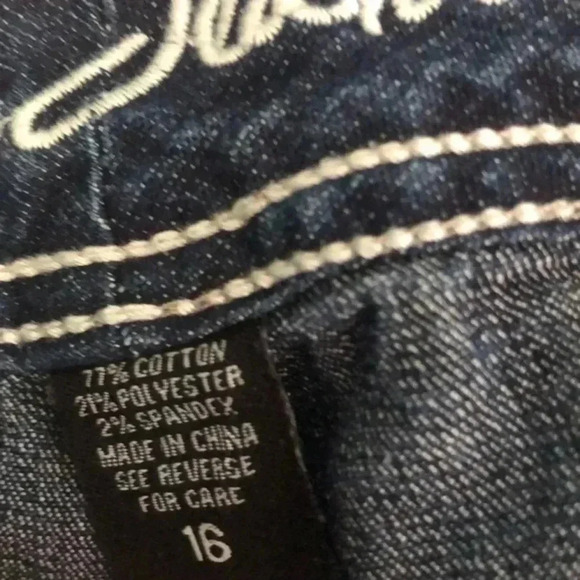 77% COTTON
21% POLYESTER
2% SPANDEX
MADE IN CHINA
SEE REVERSE
FOR CARE
16